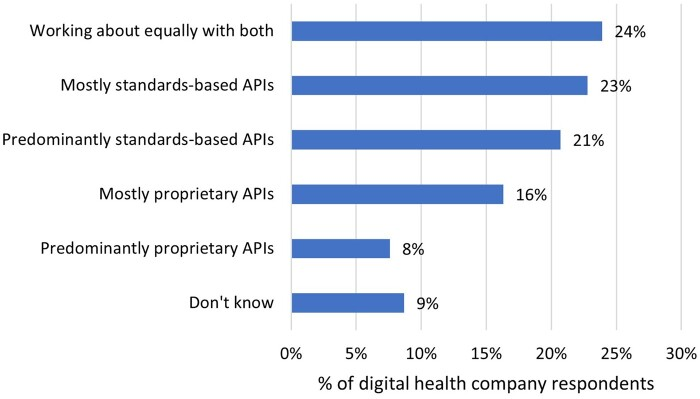 Working about equally with both 24%
Mostly standards-based APIs 23%
Predominantly standards-based APIs 21%
Mostly proprietary APIs 16%
Predominantly proprietary APIs 8%
Don't know 9%
0% 5% 10% 15% 20% 25% 30%
% of digital health company respondents